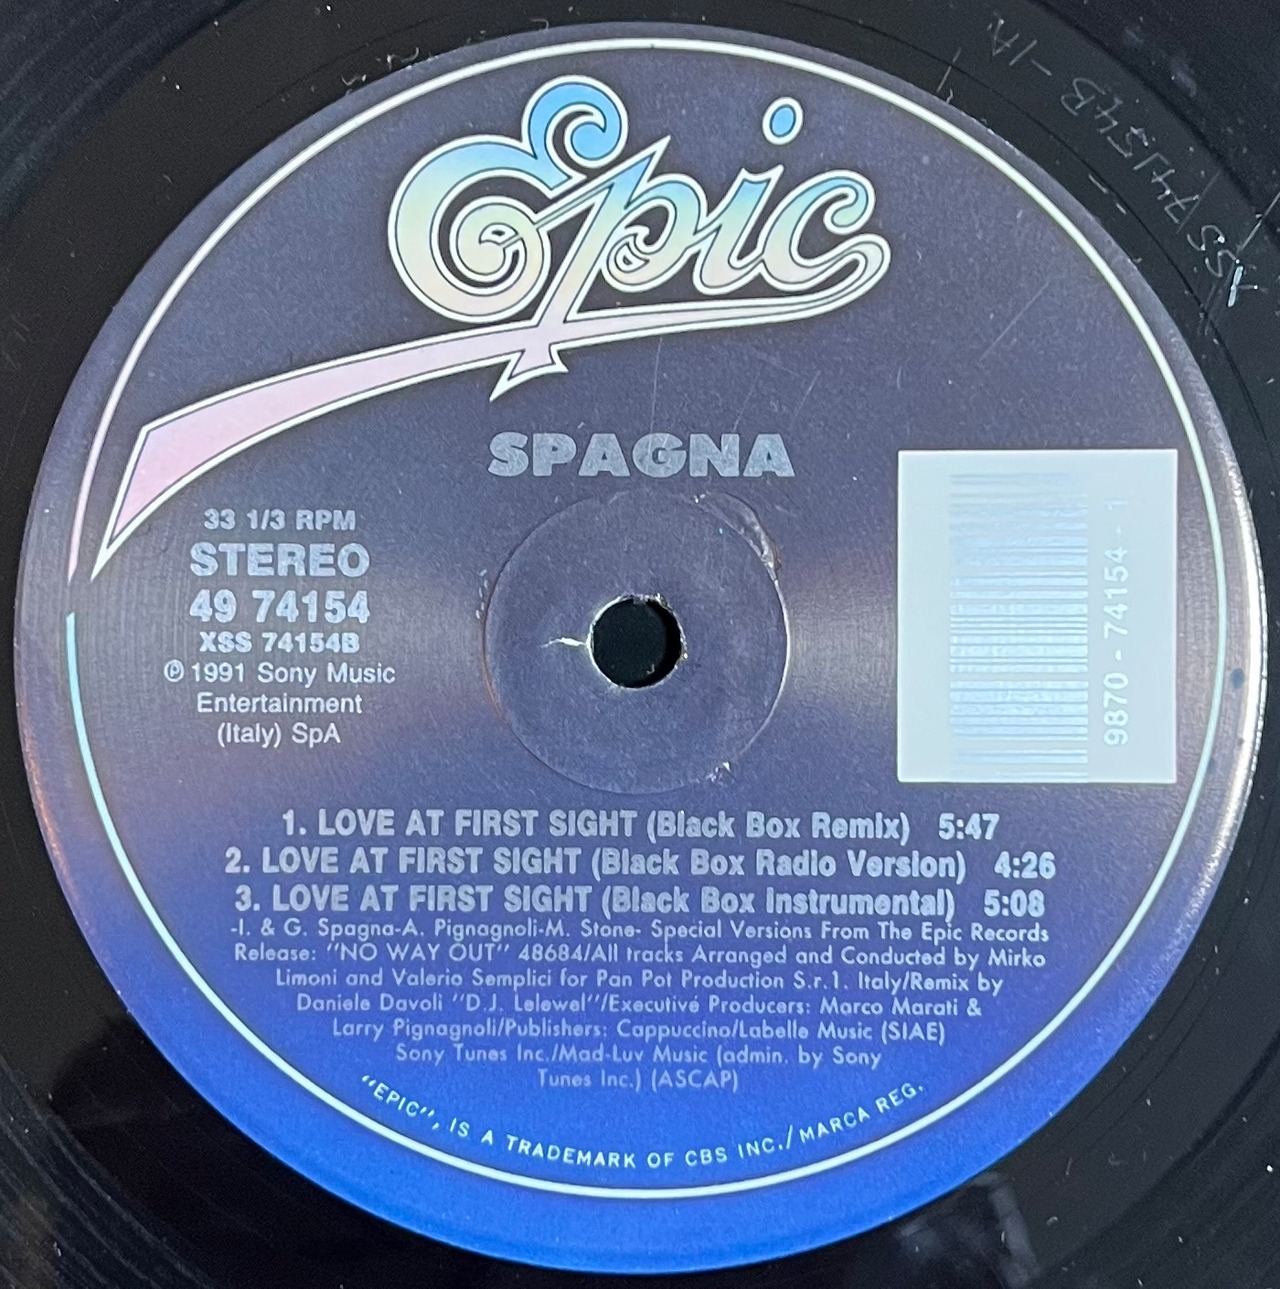 Epic
SPAGNA
33 1/3 RPM
STEREO
49 74154
XSS 74154B
℗ 1991 Sony Music
Entertainment
(Italy) SpA
9870 - 74154 - 1
1. LOVE AT FIRST SIGHT (Black Box Remix) 5:47
2. LOVE AT FIRST SIGHT (Black Box Radio Version) 4:26
3. LOVE AT FIRST SIGHT (Black Box Instrumental) 5:08
-I. & G. Spagna-A. Pignagnoli-M. Stone- Special Versions From The Epic Records
Release: "NO WAY OUT" 48684/All tracks Arranged and Conducted by Mirko
Limoni and Valerio Semplici for Pan Pot Production S.r.1. Italy/Remix by
Daniele Davoli "D.J. Lelewel"/Executive Producers: Marco Marati &
Larry Pignagnoli/Publishers: Cappuccino/Labelle Music (SIAE)
Sony Tunes Inc./Mad-Luv Music (admin. by Sony
Tunes Inc.) (ASCAP)
"EPIC", IS A TRADEMARK OF CBS INC./MARCA REG.
XSS 74154B -1A